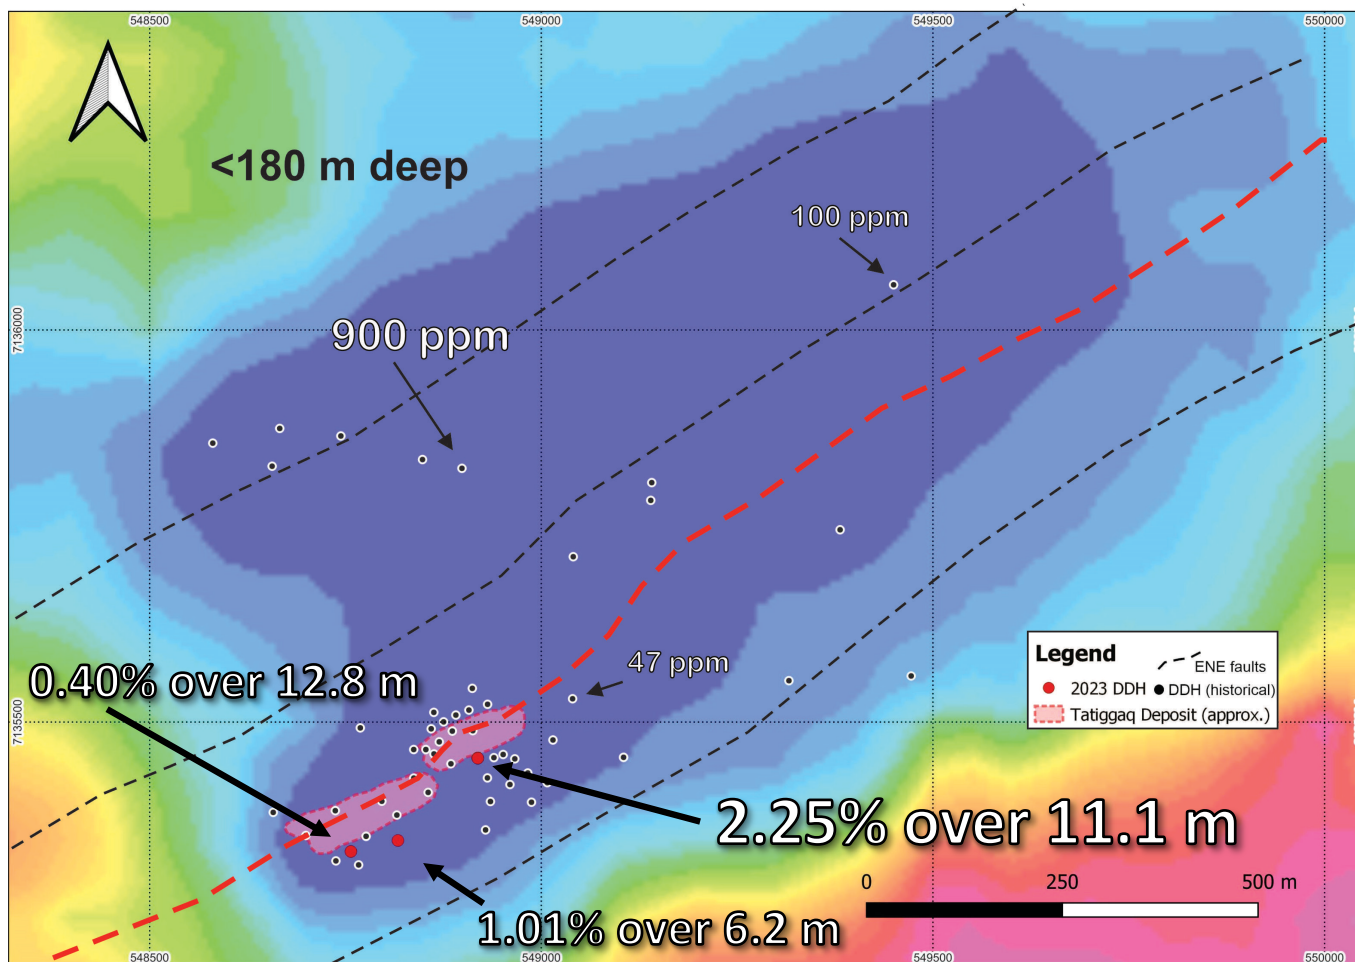 548500
549000
549500
550000
<180 m deep
100 ppm
7136000
900 ppm
47 ppm
0.40% over 12.8 m
Legend
ENE faults
2023 DDH
DDH (historical)
Tatiggaq Deposit (approx.)
7135500
2.25% over 11.1 m
0
250
500 m
1.01% over 6.2 m
548500
549000
549500
550000